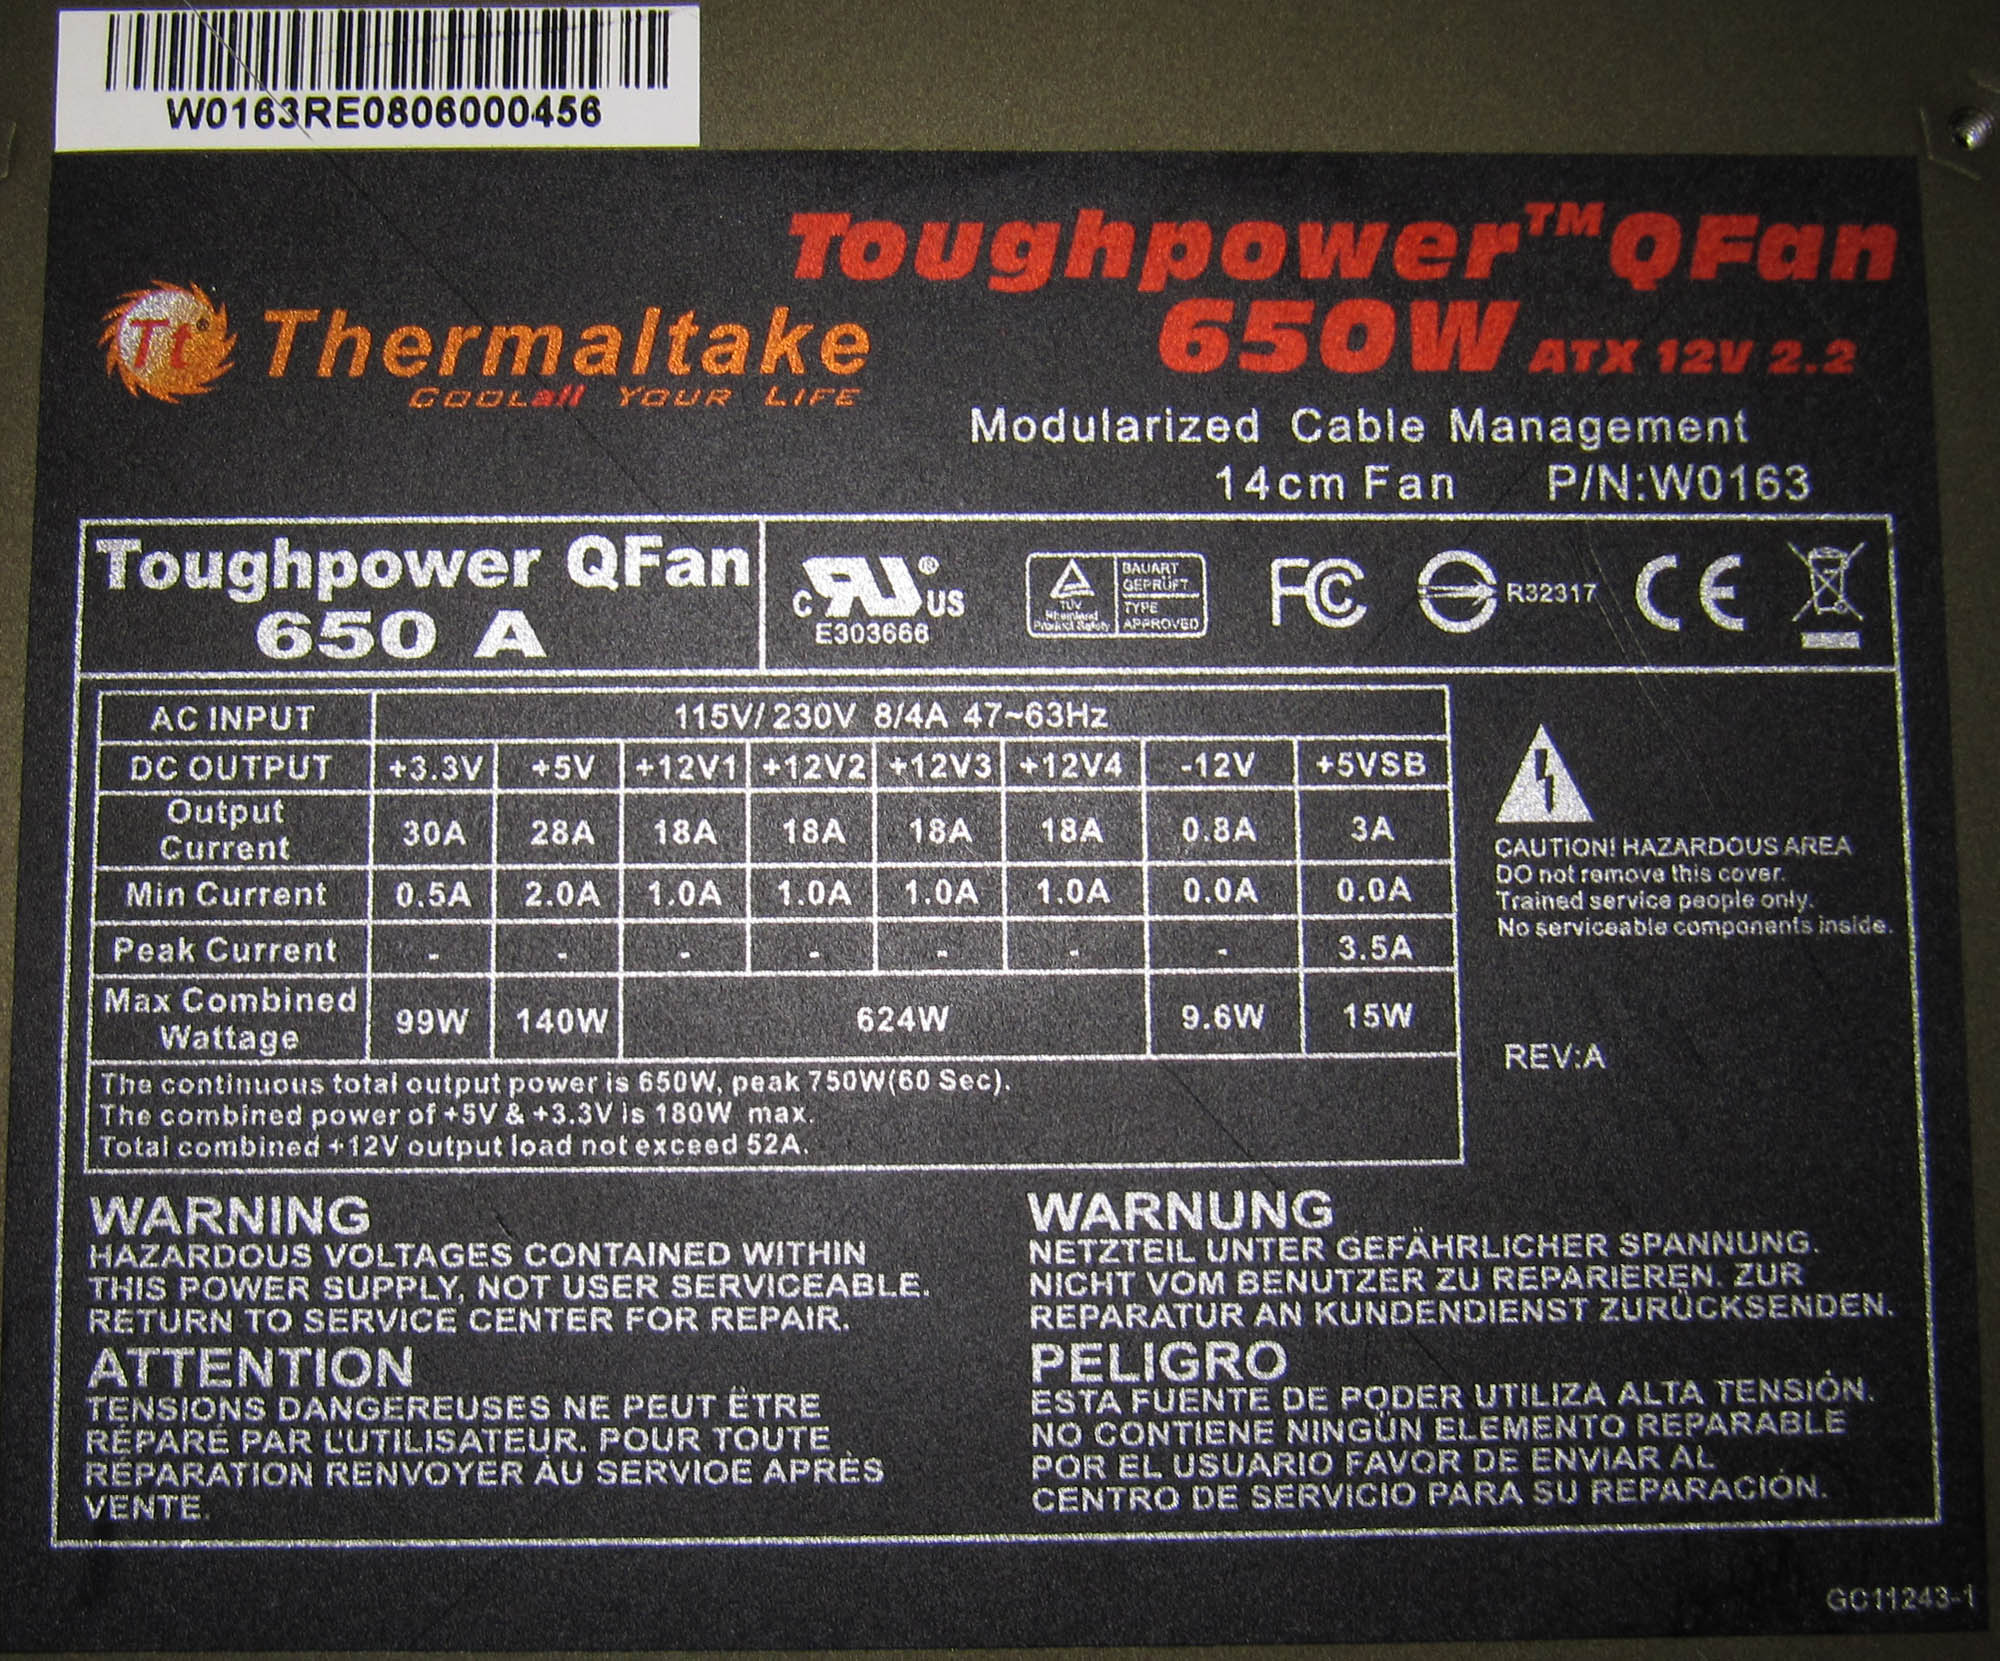 W0163RE0806000456
Toughpower™ QFan
650W ATX 12V 2.2
Tt® Thermaltake
COOLall YOUR LIFE
Modularized Cable Management
14cm Fan P/N:W0163
Toughpower QFan
650 A
C RU® US
E303666
TÜV
Rheinland
Product Safety
BAUART
GEPRÜFT
TYPE
APPROVED
FC
R32317
CE
AC INPUT 115V/ 230V 8/4A 47~63Hz
DC OUTPUT +3.3V +5V +12V1 +12V2 +12V3 +12V4 -12V +5VSB
Output
Current 30A 28A 18A 18A 18A 18A 0.8A 3A
Min Current 0.5A 2.0A 1.0A 1.0A 1.0A 1.0A 0.0A 0.0A
Peak Current - - - - - - - 3.5A
Max Combined
Wattage 99W 140W 624W 9.6W 15W
The continuous total output power is 650W, peak 750W(60 Sec).
The combined power of +5V & +3.3V is 180W max.
Total combined +12V output load not exceed 52A.
CAUTION! HAZARDOUS AREA
DO not remove this cover.
Trained service people only.
No serviceable components inside.
REV:A
WARNING
HAZARDOUS VOLTAGES CONTAINED WITHIN
THIS POWER SUPPLY, NOT USER SERVICEABLE.
RETURN TO SERVICE CENTER FOR REPAIR.
ATTENTION
TENSIONS DANGEREUSES NE PEUT ËTRE
RÉPARÉ PAR L'UTILISATEUR. POUR TOUTE
RÉPARATION RENVOYER AU SERVIOE APRÈS
VENTE.
WARNUNG
NETZTEIL UNTER GEFÄHRLICHER SPANNUNG.
NICHT VOM BENUTZER ZU REPARIEREN. ZUR
REPARATUR AN KUNDENDIENST ZURÜCKSENDEN.
PELIGRO
ESTA FUENTE DE PODER UTILIZA ALTA TENSIÓN.
NO CONTIENE NINGÜN ELEMENTO REPARABLE
POR EL USUARIO FAVOR DE ENVIAR AL
CENTRO DE SERVICIO PARA SU REPARACIÓN.
GC11243-1